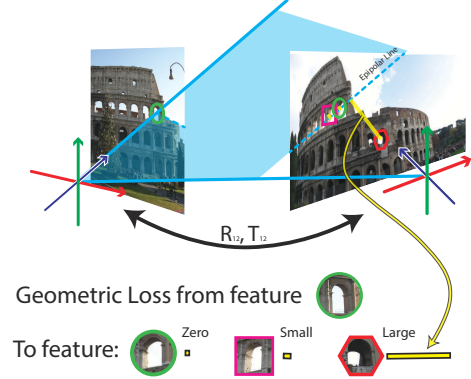 Epipolar Line
R₁₂, T₁₂
Geometric Loss from feature
To feature:
Zero
Small
Large